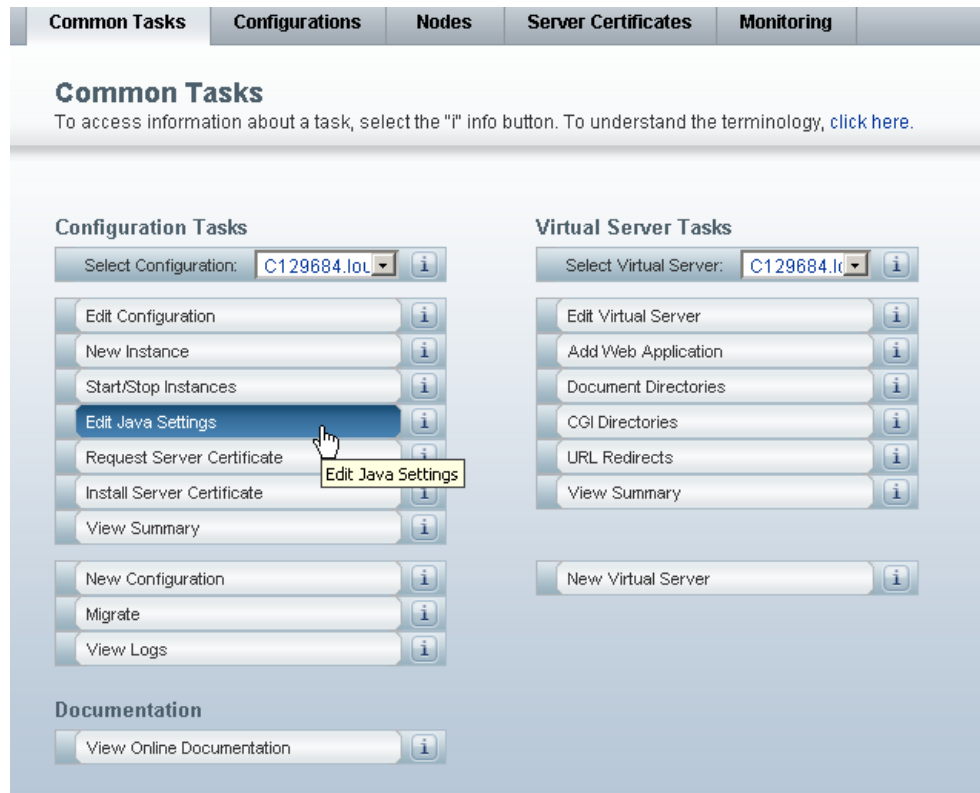 Common Tasks
Configurations
Nodes
Server Certificates
Monitoring
Common Tasks
To access information about a task, select the "i" info button. To understand the terminology, click here.
Configuration Tasks
Select Configuration: C129684.lou i
Edit Configuration i
New Instance i
Start/Stop Instances i
Edit Java Settings i
Request Server Certificate i
Edit Java Settings
Install Server Certificate i
View Summary i
New Configuration i
Migrate i
View Logs i
Documentation
View Online Documentation i
Virtual Server Tasks
Select Virtual Server: C129684.l i
Edit Virtual Server i
Add Web Application i
Document Directories i
CGI Directories i
URL Redirects i
View Summary i
New Virtual Server i